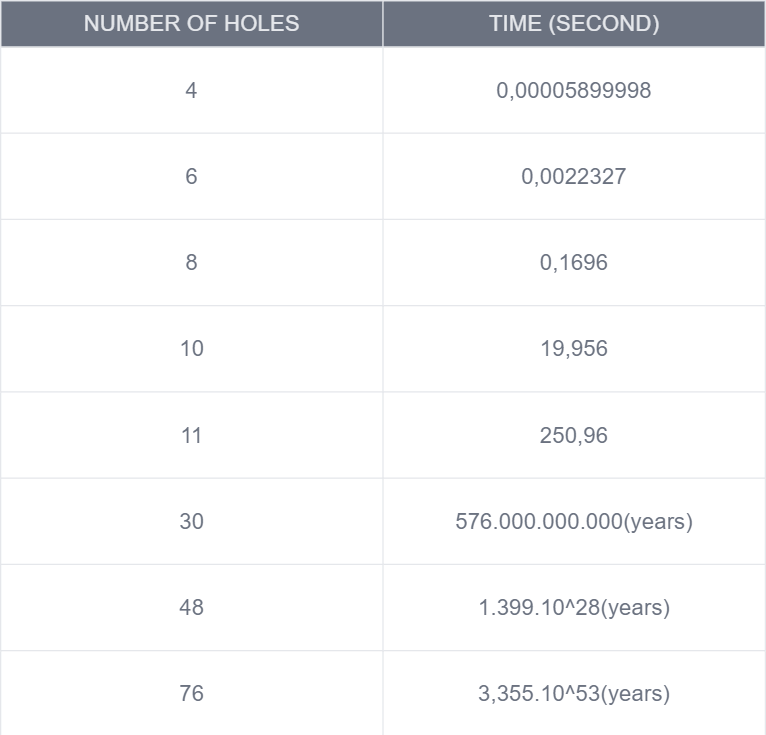 NUMBER OF HOLES TIME (SECOND)
4 0,00005899998
6 0,0022327
8 0,1696
10 19,956
11 250,96
30 576.000.000.000(years)
48 1.399.10^28(years)
76 3,355.10^53(years)